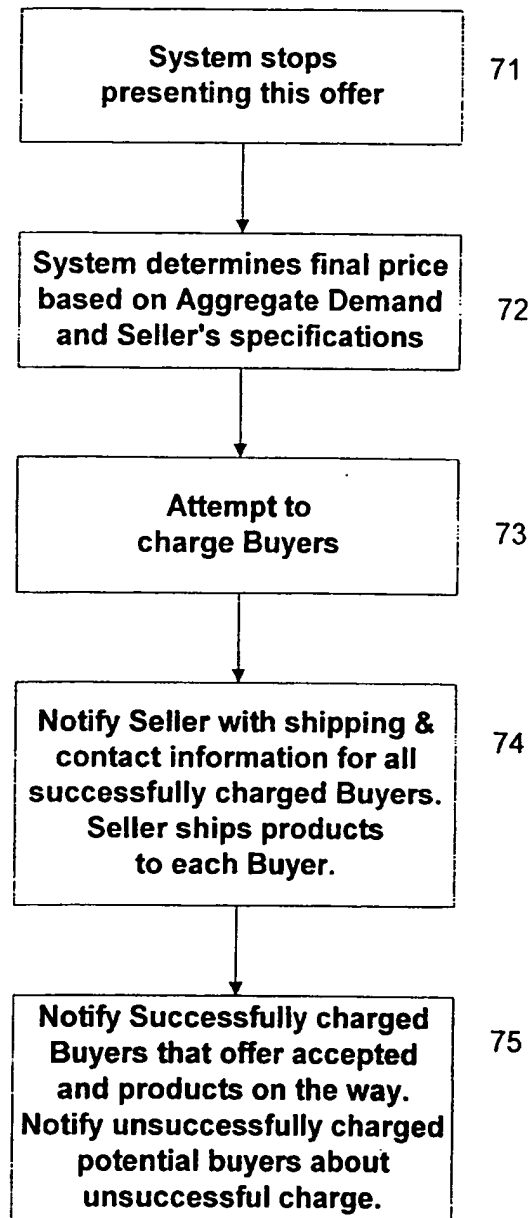 System stops
presenting this offer
71
System determines final price
based on Aggregate Demand
and Seller's specifications
72
Attempt to
charge Buyers
73
Notify Seller with shipping &
contact information for all
successfully charged Buyers.
Seller ships products
to each Buyer.
74
Notify Successfully charged
Buyers that offer accepted
and products on the way.
Notify unsuccessfully charged
potential buyers about
unsuccessful charge.
75